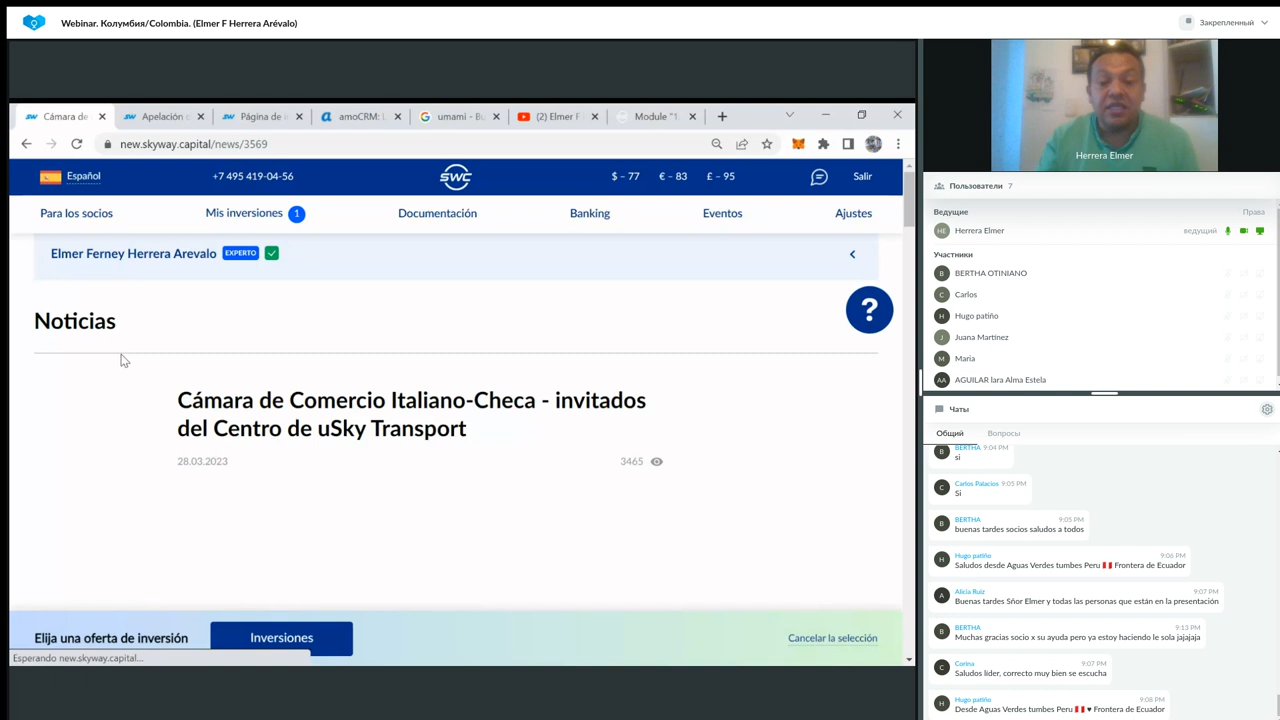 Webinar. Колумбия/Colombia. (Elmer F Herrera Arévalo)
Закрепленный
Cámara de
Apelación
Página de i
amoCRM:
umami - Bu
(2) Elmer F
Module "1.
new.skyway.capital/news/3569
Español
+7 495 419-04-56
SWC
$ – 77
€ – 83
£ – 95
Salir
Para los socios
Mis inversiones 1
Documentación
Banking
Eventos
Ajustes
Elmer Ferney Herrera Arevalo EXPERTO
Noticias
?
Cámara de Comercio Italiano-Checa - invitados
del Centro de uSky Transport
28.03.2023
3465
Elija una oferta de inversión
Inversiones
Cancelar la selección
Esperando new.skyway.capital...
Herrera Elmer
Пользователи 7
Ведущие
Права
HE
Herrera Elmer
ведущий
Участники
B
BERTHA OTINIANO
C
Carlos
H
Hugo patiño
J
Juana Martínez
M
Maria
AA
AGUILAR lara Alma Estela
Чаты
Общий
Вопросы
B
BERTHA 9:04 PM
si
C
Carlos Palacios 9:05 PM
Si
B
BERTHA 9:05 PM
buenas tardes socios saludos a todos
H
Hugo patiño 9:06 PM
Saludos desde Aguas Verdes tumbes Peru 🇵🇪 Frontera de Ecuador
A
Alicia Ruiz 9:07 PM
Buenas tardes Sñor Elmer y todas las personas que están en la presentación
B
BERTHA 9:13 PM
Muchas gracias socio x su ayuda pero ya estoy haciendo le sola jajajaja
C
Corina 9:07 PM
Saludos líder, correcto muy bien se escucha
H
Hugo patiño 9:08 PM
Desde Aguas Verdes tumbes Peru 🇵🇪 ♥ Frontera de Ecuador